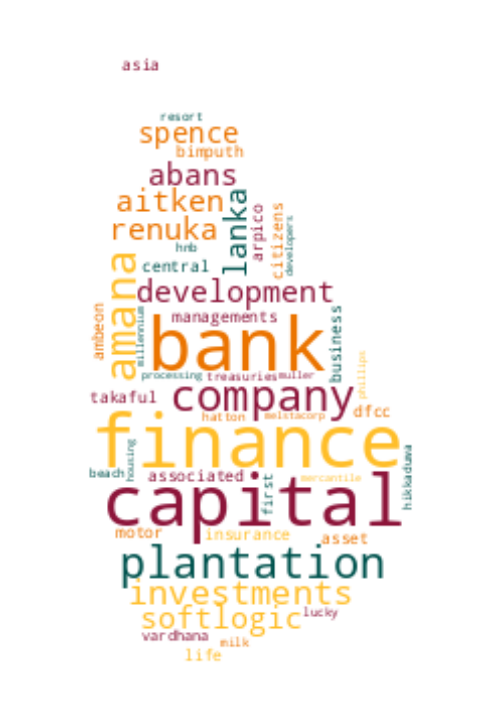 asia
resort
spence
bimputh
abans
aitken
lanka
arpico
citizens
developers
renuka
hnb
central
amana
development
ambeon
millennium
managements
business
bank
processing
treasuries
muller
phillips
takaful
company
dfcc
hatton
melstacorp
finance
beach
housing
associated
first
mercantile
hikkaduwa
capital
motor
insurance
asset
plantation
investments
softlogic
lucky
vardhana
milk
life